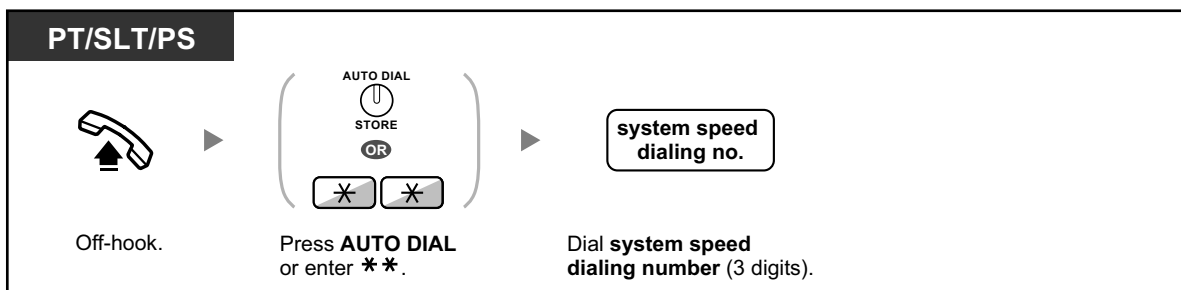 PT/SLT/PS
AUTO DIAL
STORE
OR
system speed
dialing no.
Off-hook.
Press AUTO DIAL
or enter ✱✱.
Dial system speed
dialing number (3 digits).